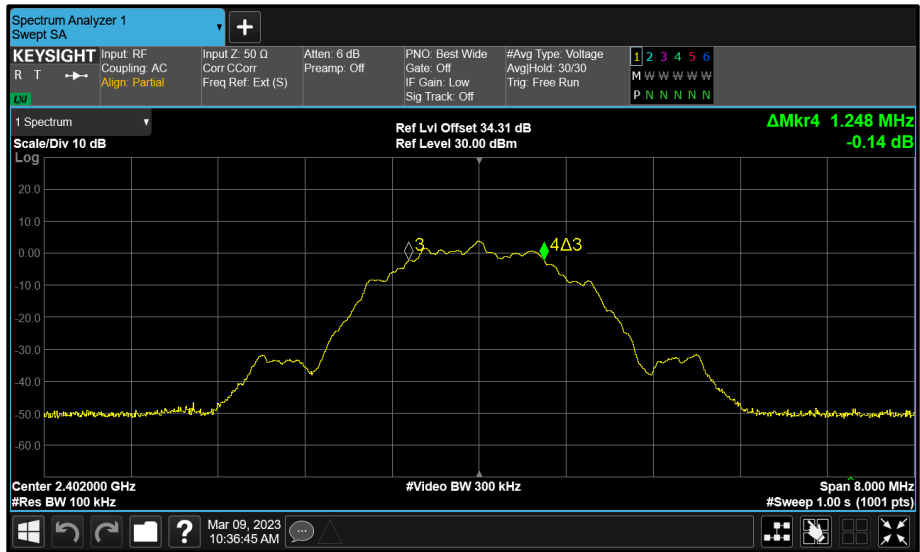 Spectrum Analyzer 1
Swept SA
+
KEYSIGHT
R T
LXI
Input: RF
Coupling: AC
Align: Partial
Input Z: 50 Ω
Corr CCorr
Freq Ref: Ext (S)
Atten: 6 dB
Preamp: Off
PNO: Best Wide
Gate: Off
IF Gain: Low
Sig Track: Off
#Avg Type: Voltage
Avg|Hold: 30/30
Trig: Free Run
1 2 3 4 5 6
M W W W W W
P N N N N N
1 Spectrum
Scale/Div 10 dB
Log
Ref Lvl Offset 34.31 dB
Ref Level 30.00 dBm
ΔMkr4 1.248 MHz
-0.14 dB
20.0
10.0
0.00
-10.0
-20.0
-30.0
-40.0
-50.0
-60.0
3
4Δ3
Center 2.402000 GHz
#Res BW 100 kHz
#Video BW 300 kHz
Span 8.000 MHz
#Sweep 1.00 s (1001 pts)
?
Mar 09, 2023
10:36:45 AM